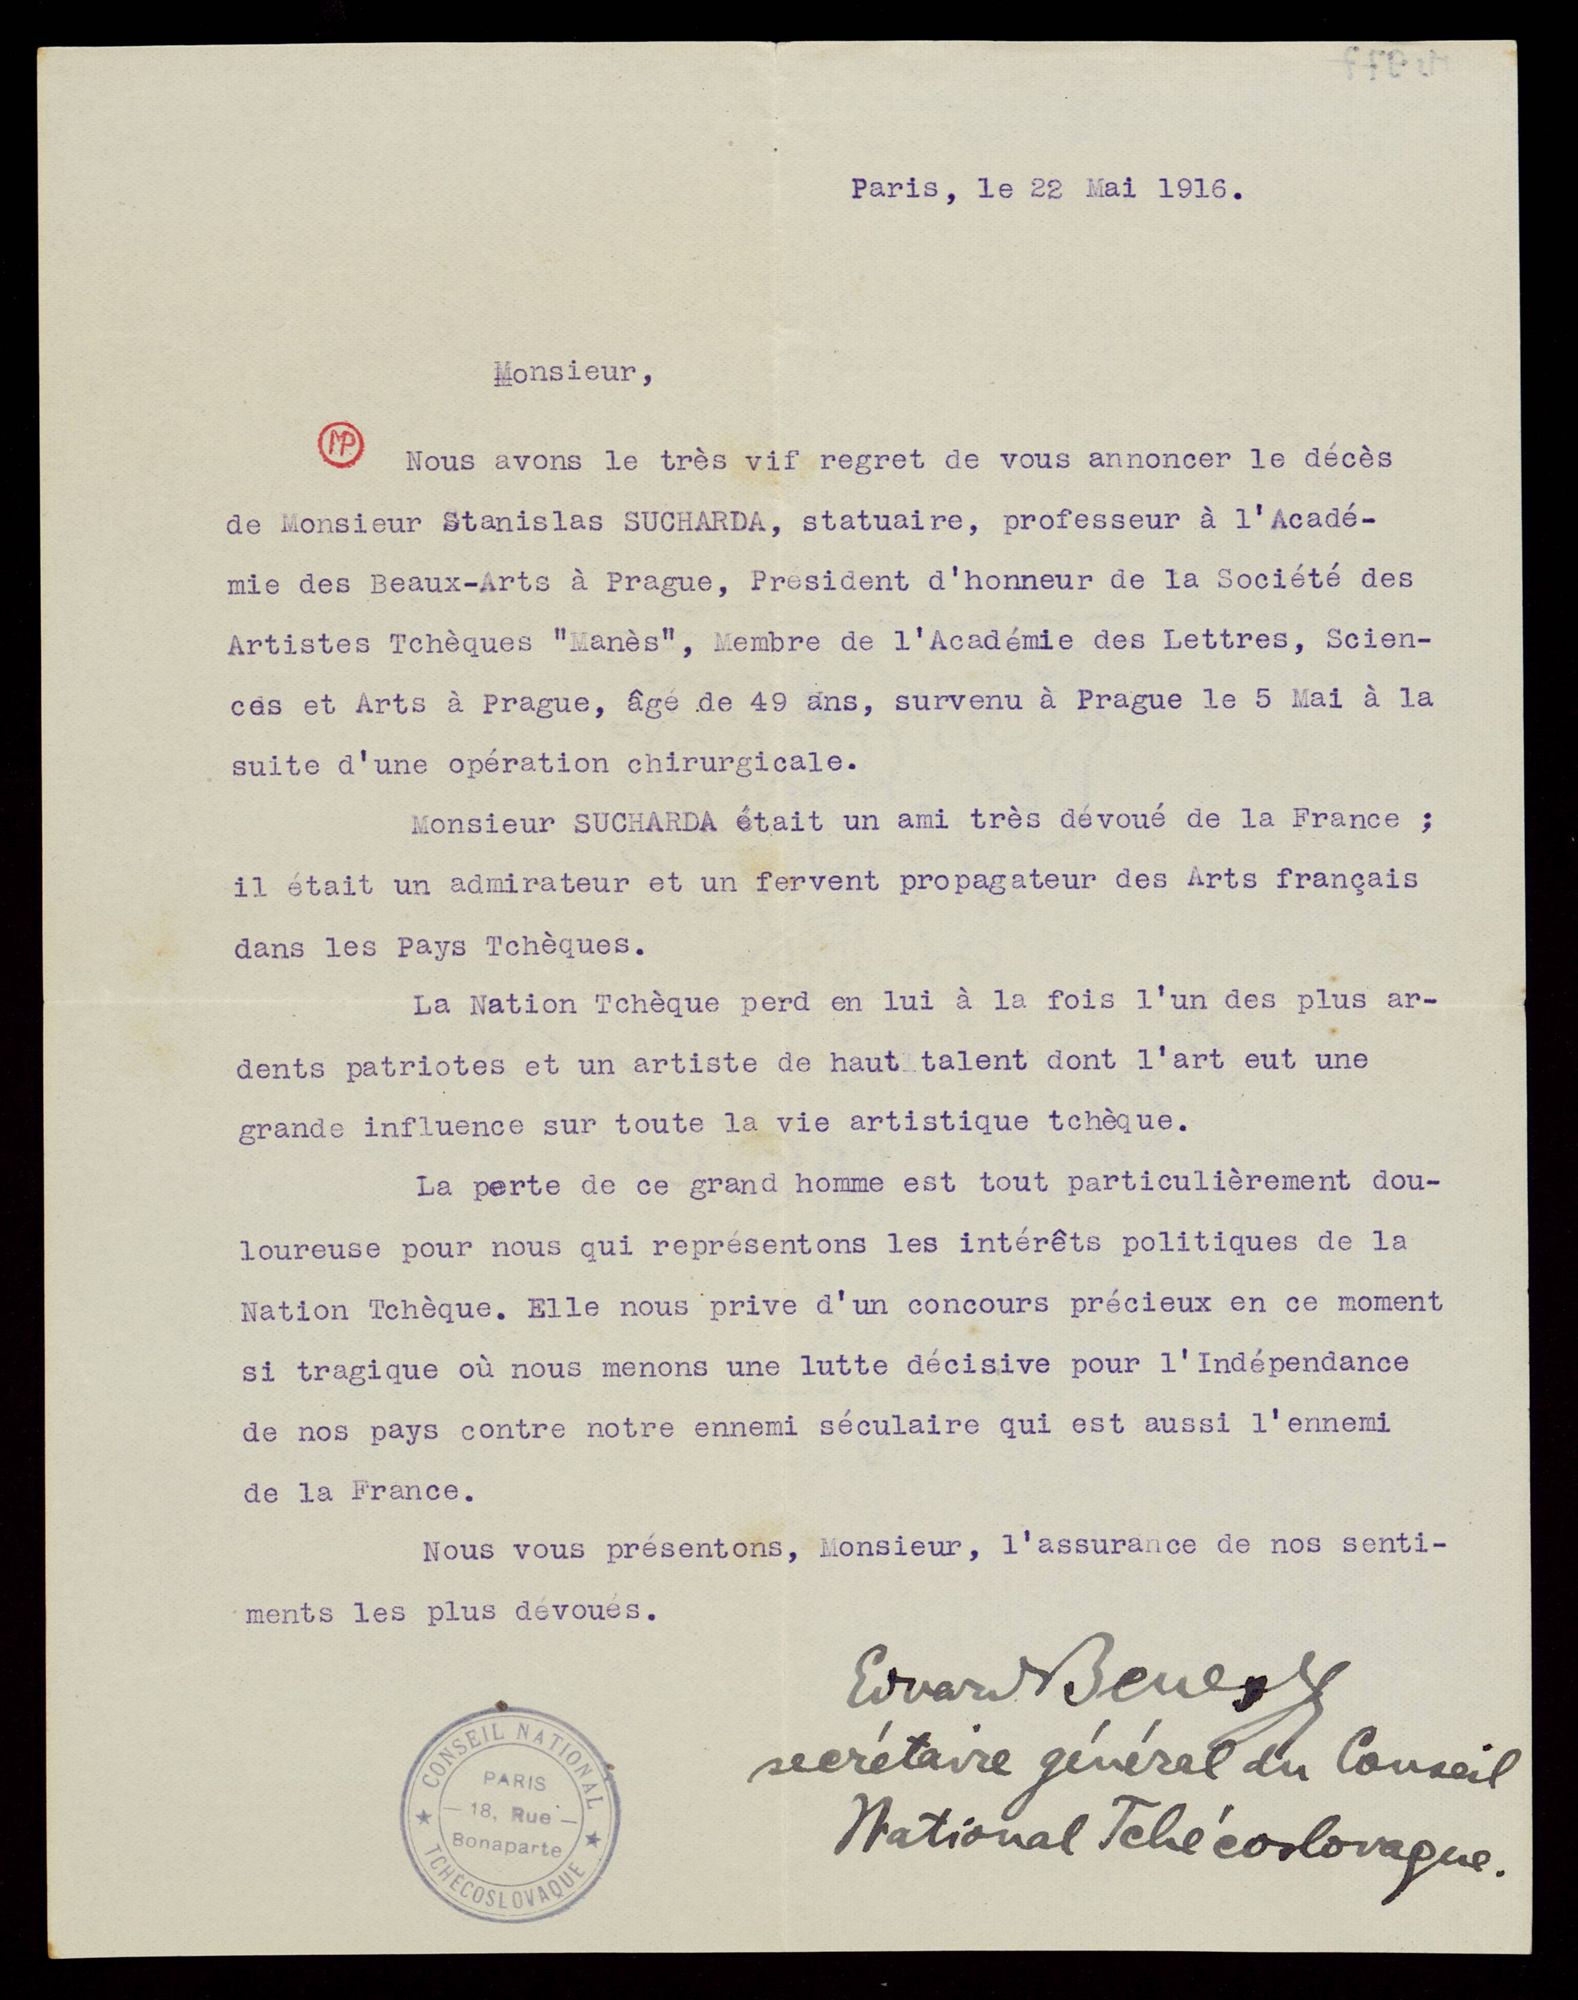 Paris, le 22 Mai 1916.
Monsieur,
MP
Nous avons le très vif regret de vous annoncer le décès
de Monsieur Stanislas SUCHARDA, statuaire, professeur à l'Acadé-
mie des Beaux-Arts à Prague, Président d'honneur de la Société des
Artistes Tchèques "Manès", Membre de l'Académie des Lettres, Scien-
ces et Arts à Prague, âgé de 49 ans, survenu à Prague le 5 Mai à la
suite d'une opération chirurgicale.
Monsieur SUCHARDA était un ami très dévoué de la France ;
il était un admirateur et un fervent propagateur des Arts français
dans les Pays Tchèques.
La Nation Tchèque perd en lui à la fois l'un des plus ar-
dents patriotes et un artiste de haut talent dont l'art eut une
grande influence sur toute la vie artistique tchèque.
La perte de ce grand homme est tout particulièrement dou-
loureuse pour nous qui représentons les intérêts politiques de la
Nation Tchèque. Elle nous prive d'un concours précieux en ce moment
si tragique où nous menons une lutte décisive pour l'Indépendance
de nos pays contre notre ennemi séculaire qui est aussi l'ennemi
de la France.
Nous vous présentons, Monsieur, l'assurance de nos senti-
ments les plus dévoués.
Edvard Beneš
secrétaire général du Conseil
National Tchécoslovaque.
CONSEIL NATIONAL
PARIS
18, Rue
Bonaparte
TCHÉCOSLOVAQUE